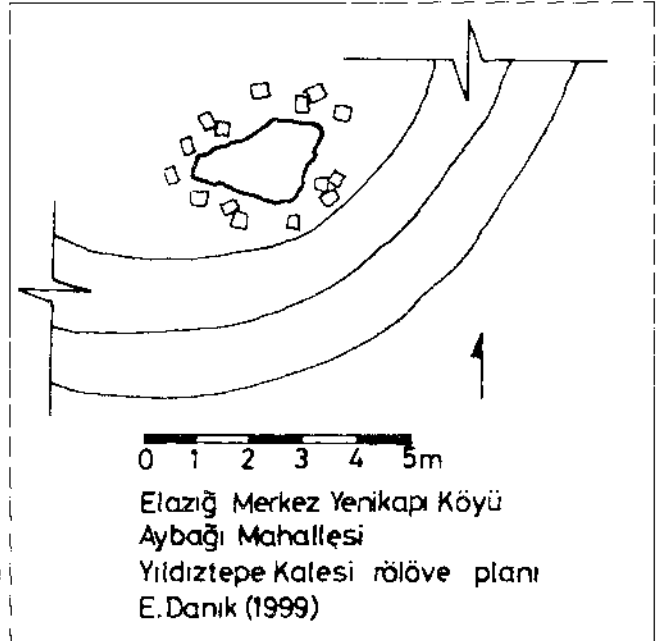 0 1 2 3 4 5m
Elazığ Merkez Yenikapı Köyü
Aybağı Mahallesi
Yıldıztepe Kalesi rölöve planı
E.Danık (1999)